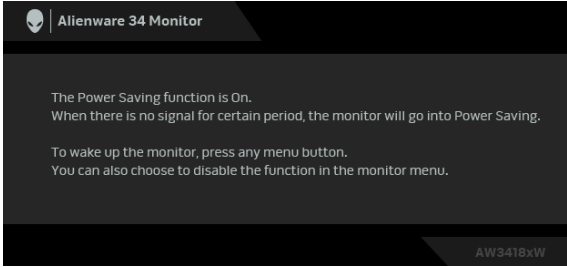 Alienware 34 Monitor
The Power Saving function is On.
When there is no signal for certain period, the monitor will go into Power Saving.
To wake up the monitor, press any menu button.
You can also choose to disable the function in the monitor menu.
AW3418xW